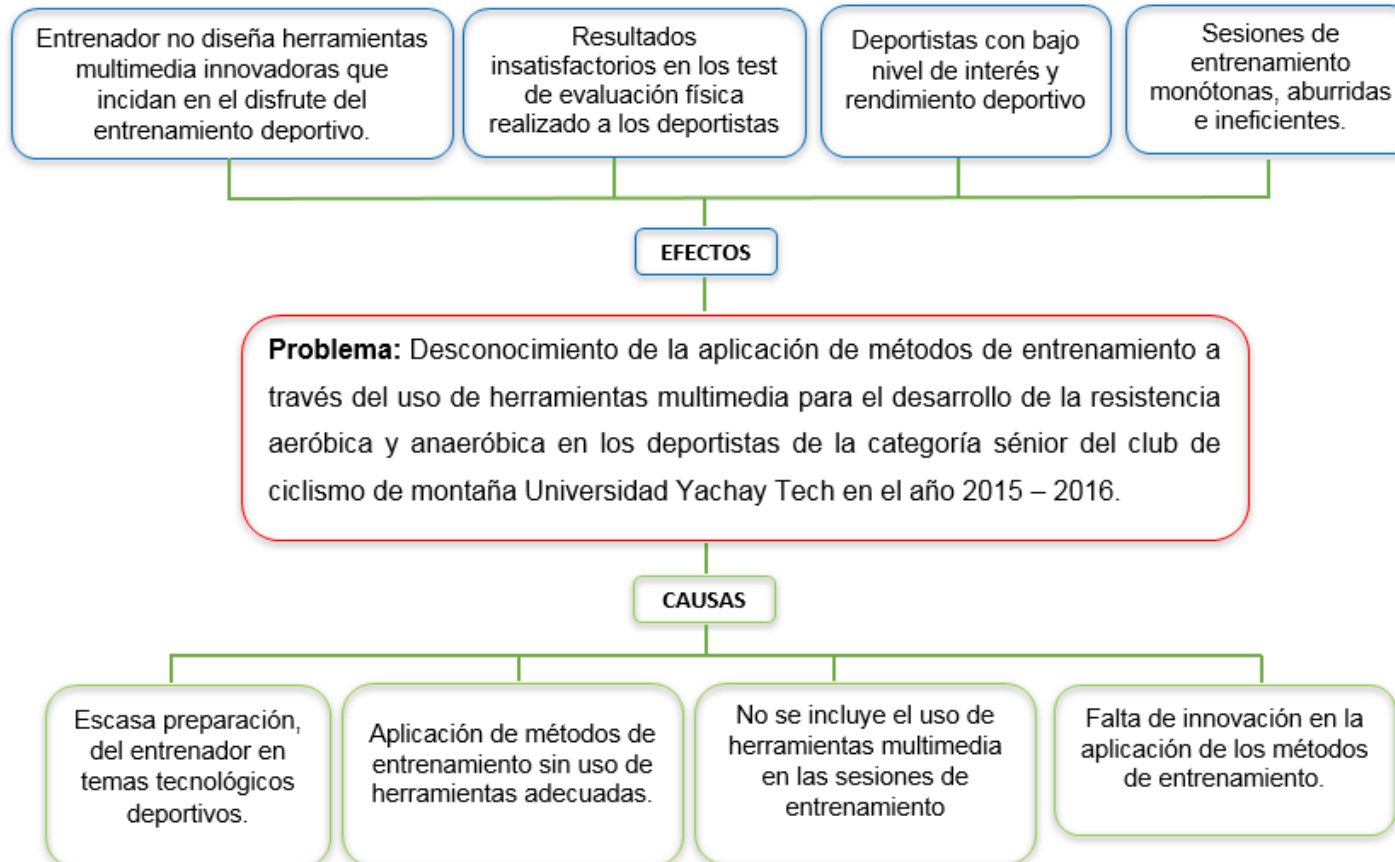 Entrenador no diseña herramientas
multimedia innovadoras que
incidan en el disfrute del
entrenamiento deportivo.
Resultados
insatisfactorios en los test
de evaluación física
realizado a los deportistas
Deportistas con bajo
nivel de interés y
rendimiento deportivo
Sesiones de
entrenamiento
monótonas, aburridas
e ineficientes.
EFECTOS
Problema: Desconocimiento de la aplicación de métodos de entrenamiento a
través del uso de herramientas multimedia para el desarrollo de la resistencia
aeróbica y anaeróbica en los deportistas de la categoría sénior del club de
ciclismo de montaña Universidad Yachay Tech en el año 2015 – 2016.
CAUSAS
Escasa preparación,
del entrenador en
temas tecnológicos
deportivos.
Aplicación de métodos de
entrenamiento sin uso de
herramientas adecuadas.
No se incluye el uso de
herramientas multimedia
en las sesiones de
entrenamiento
Falta de innovación en la
aplicación de los métodos
de entrenamiento.